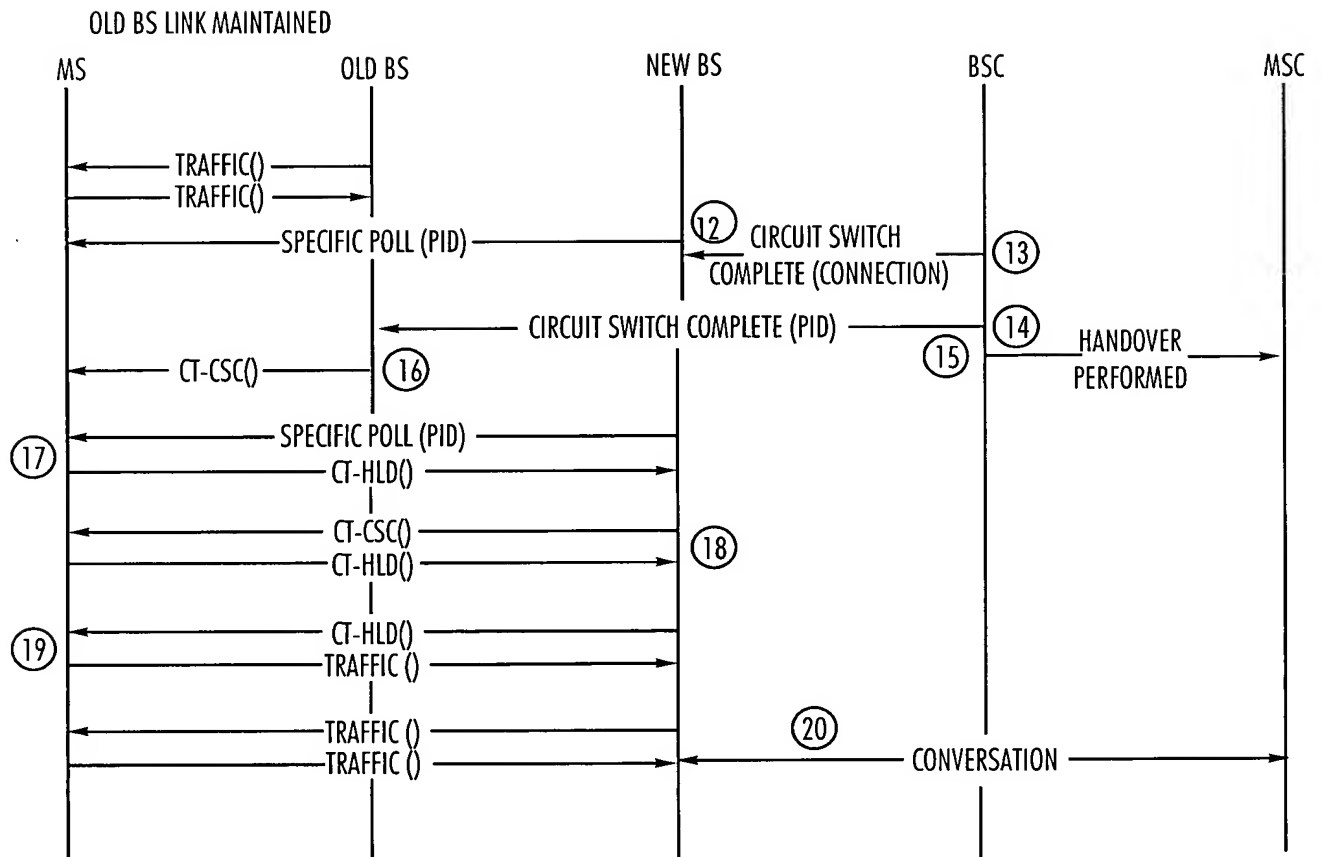 OLD BS LINK MAINTAINED
MS
OLD BS
NEW BS
BSC
MSC
TRAFFIC()
TRAFFIC()
12
SPECIFIC POLL (PID)
CIRCUIT SWITCH
COMPLETE (CONNECTION)
13
CIRCUIT SWITCH COMPLETE (PID)
14
15
HANDOVER
PERFORMED
CT-CSC()
16
SPECIFIC POLL (PID)
17
CT-HLD()
CT-CSC()
18
CT-HLD()
CT-HLD()
19
TRAFFIC ()
TRAFFIC ()
20
TRAFFIC ()
CONVERSATION